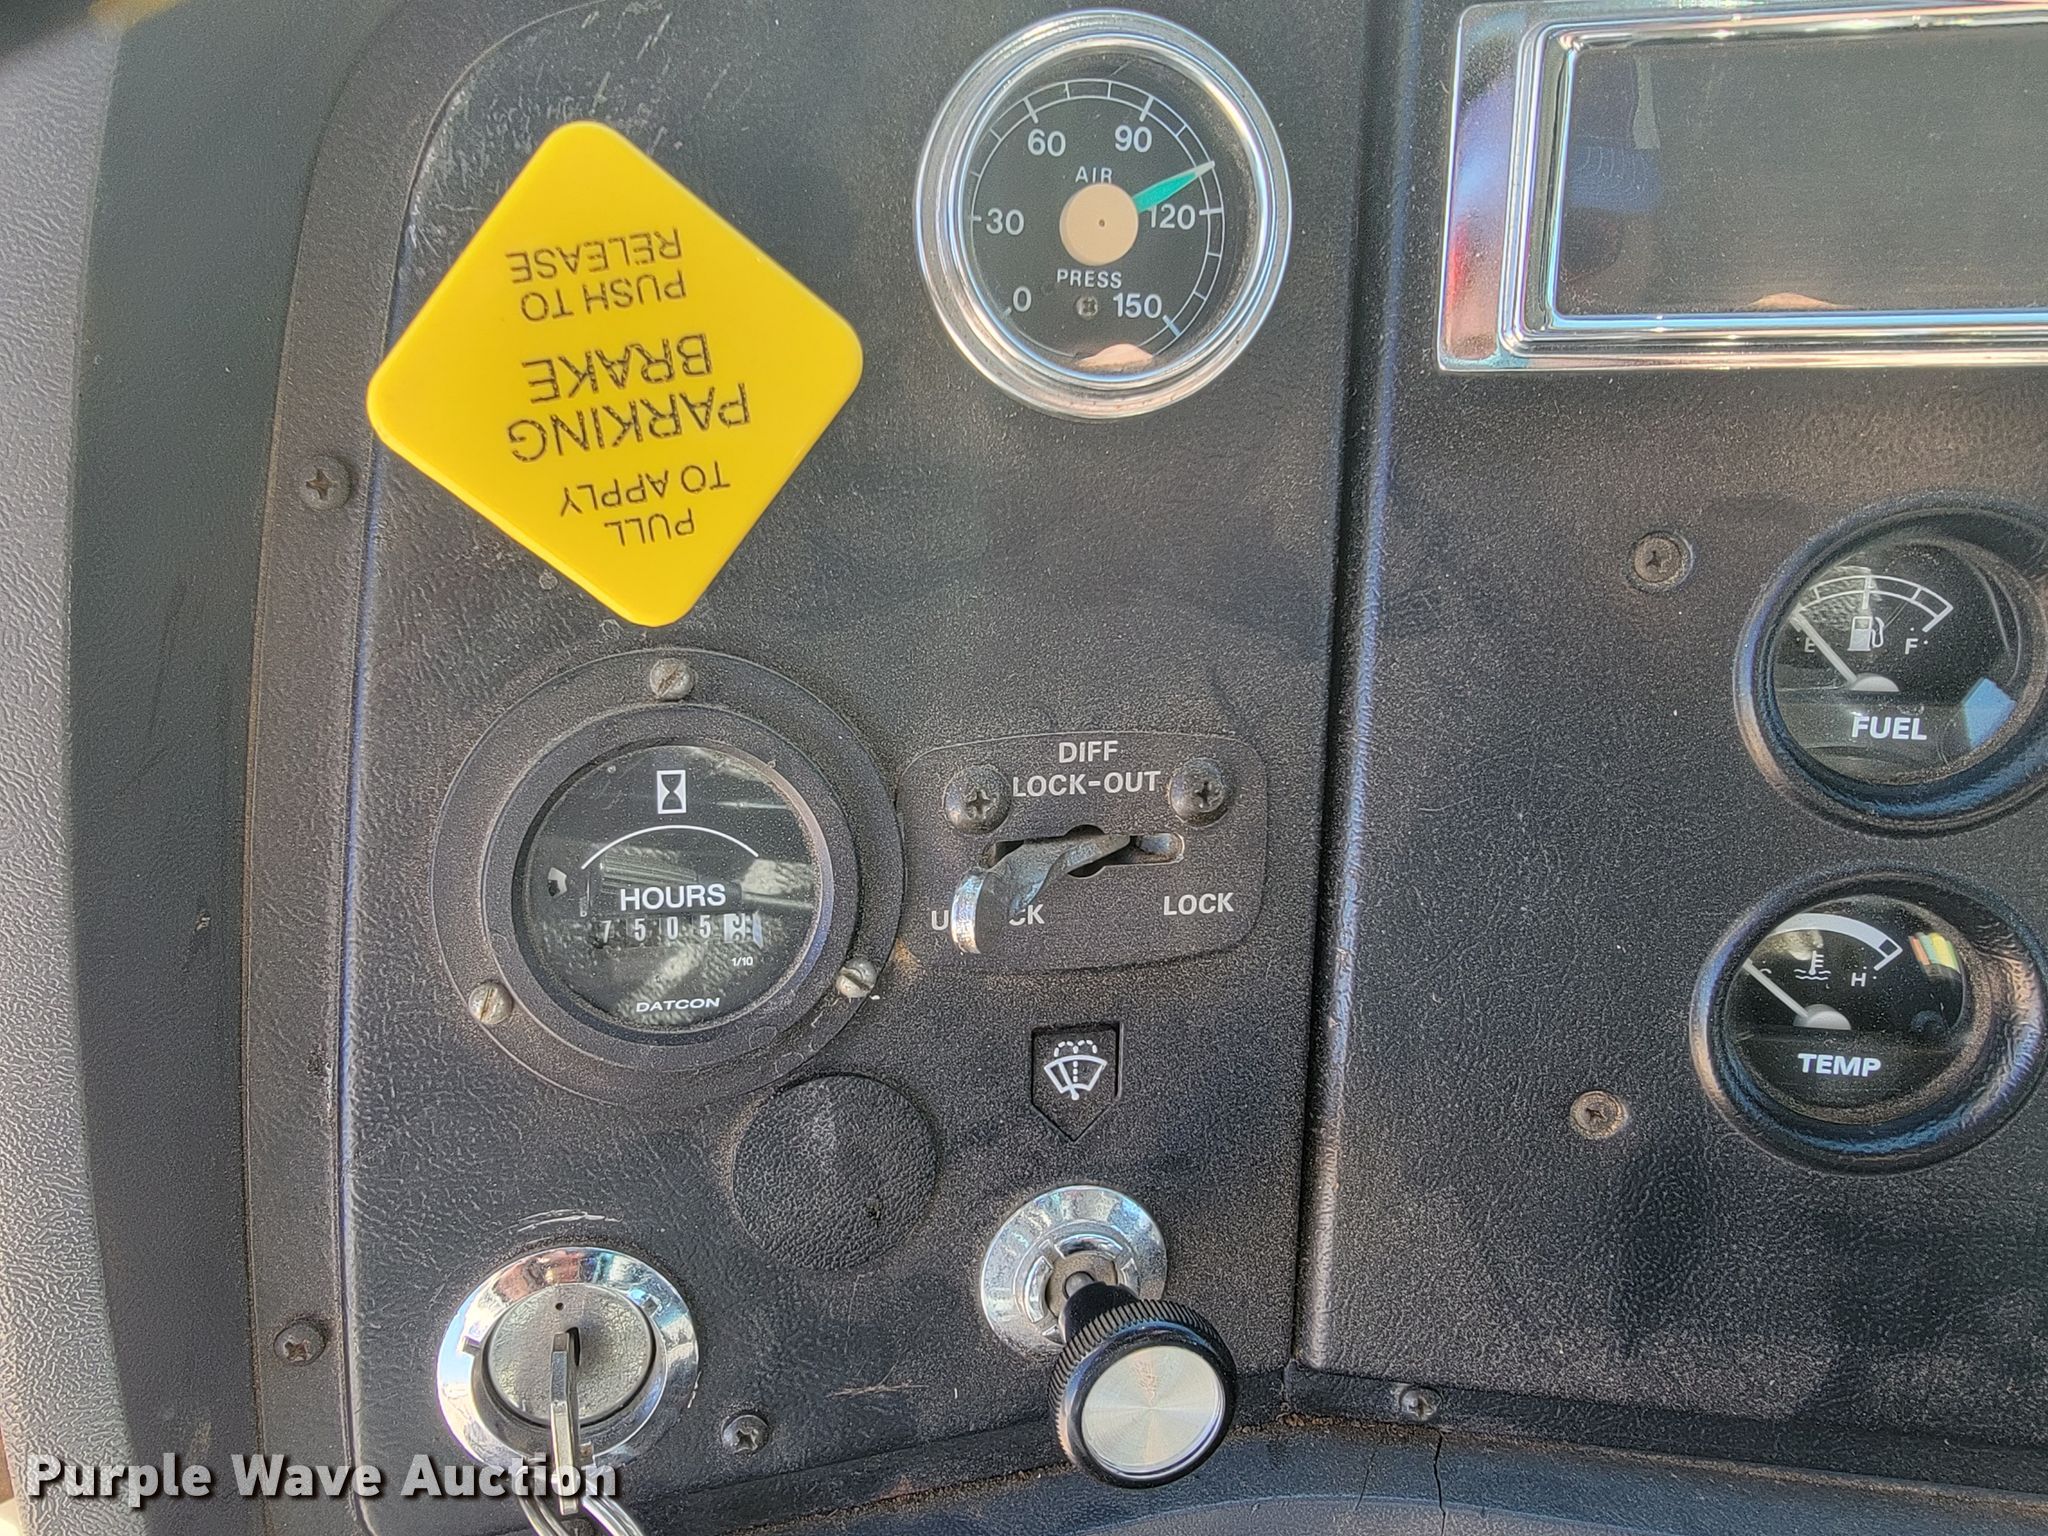 PULL
TO APPLY
PARKING
BRAKE
PUSH TO
RELEASE
60
90
AIR
30
120
PRESS
0
150
E
F
FUEL
DIFF
LOCK-OUT
LOCK
HOURS
7505
1/10
DATCON
H
TEMP
Purple Wave Auction